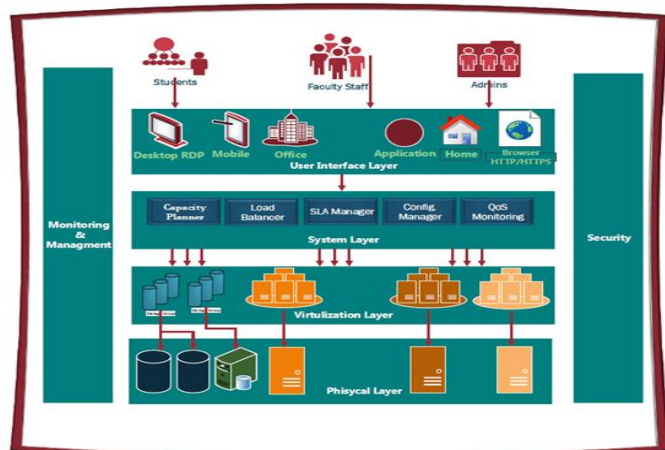 Students
Faculty Staff
Admins
Desktop RDP
Mobile
Office
Application
Home
Browser
HTTP/HTTPS
User Interface Layer
Monitoring
&
Managment
Capacity
Planner
Load
Balancer
SLA Manager
Config.
Manager
QoS
Monitoring
System Layer
Security
Virtulization Layer
Phisycal Layer